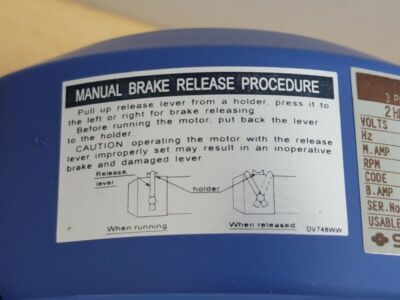 MANUAL BRAKE RELEASE PROCEDURE
Pull up release lever from a holder, press it to
the left or right for brake releasing.
Before running the motor, put back the lever
to the holder.
CAUTION: operating the motor with the release
lever improperly set may result in an inoperative
brake and damaged lever.
Release
lever
holder
When running
When released
DV748WW
3 P
2 H
VOLTS
Hz
M.AMP
RPM
CODE
B.AMP
SER.No
USABLE
S